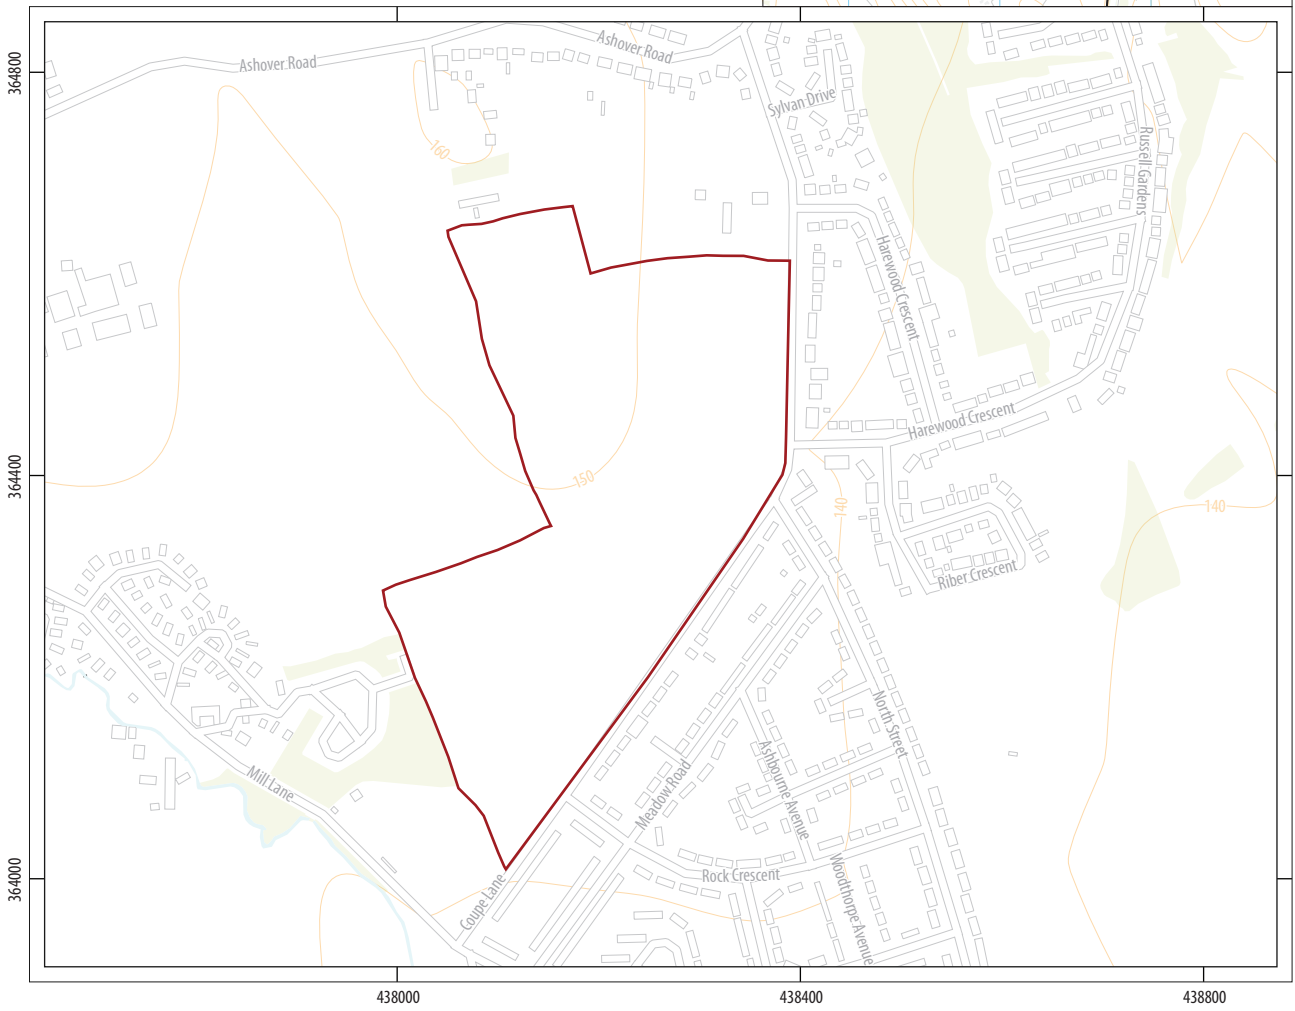 Ashover Road
Ashover Road
364800
Sylvan Drive
160
Russell Gardens
Harewood Crescent
Harewood Crescent
364400
150
140
140
Riber Crescent
North Street
Ashbourne Avenue
Mill Lane
Meadow Road
Rock Crescent
364000
Coupe Lane
Woodthorpe Avenue
438000
438400
438800